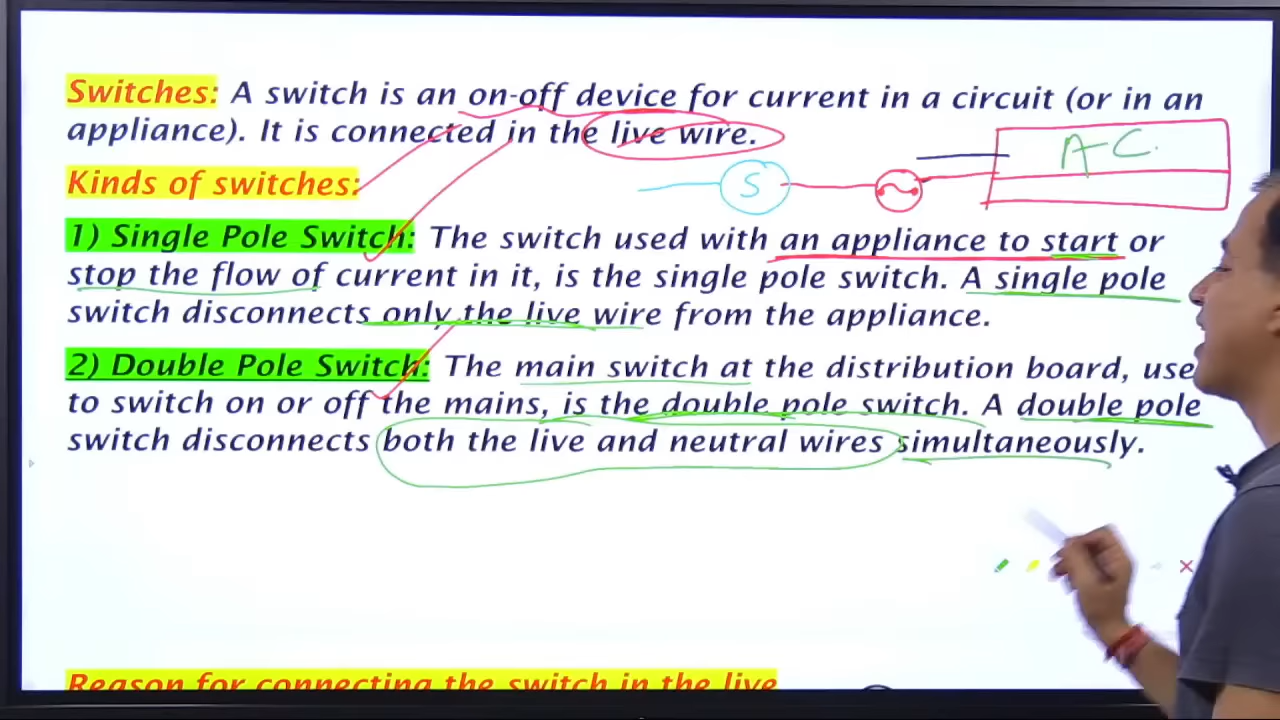 Switches: A switch is an on-off device for current in a circuit (or in an
appliance). It is connected in the live wire.
A C.
Kinds of switches:
S
1) Single Pole Switch: The switch used with an appliance to start or
stop the flow of current in it, is the single pole switch. A single pole
switch disconnects only the live wire from the appliance.
2) Double Pole Switch: The main switch at the distribution board, use
to switch on or off the mains, is the double pole switch. A double pole
switch disconnects both the live and neutral wires simultaneously.
Reason for connecting the switch in the live